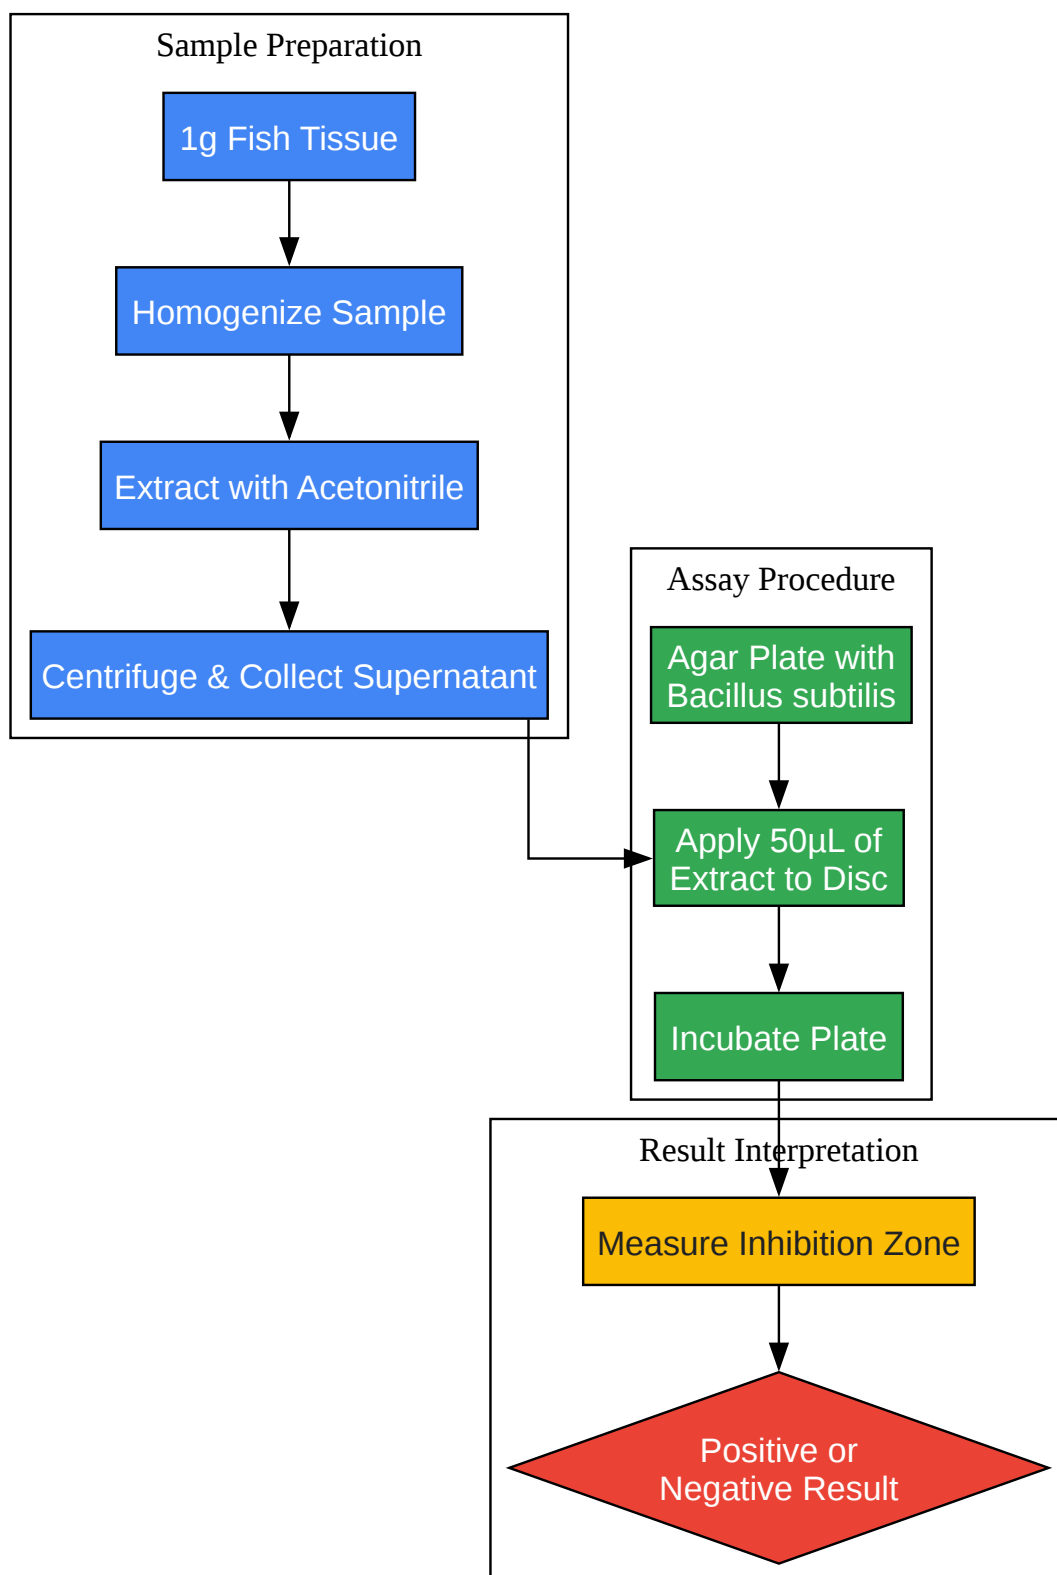 Sample Preparation
1g Fish Tissue
Homogenize Sample
Extract with Acetonitrile
Centrifuge & Collect Supernatant
Assay Procedure
Agar Plate with
Bacillus subtilis
Apply 50µL of
Extract to Disc
Incubate Plate
Result Interpretation
Measure Inhibition Zone
Positive or
Negative Result